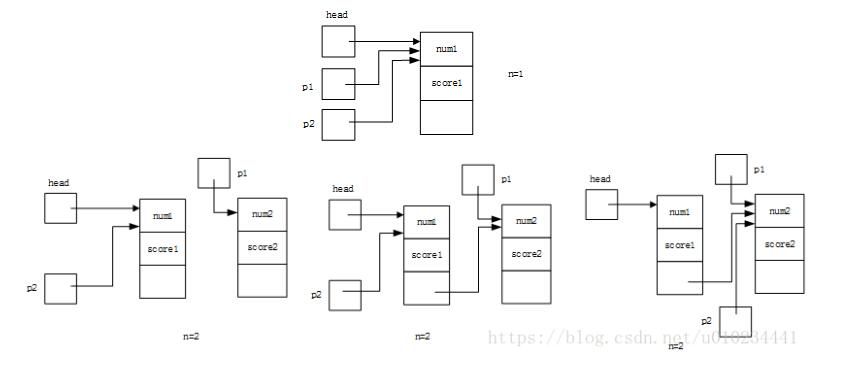 head
num1
p1
score1
n=1
p2
head
p1
num1
num2
score1
score2
p2
n=2
head
p1
num1
num2
score1
score2
p2
n=2
head
p1
num1
num2
score1
score2
p2
n=2
https://blog.csdn.net/u010234441